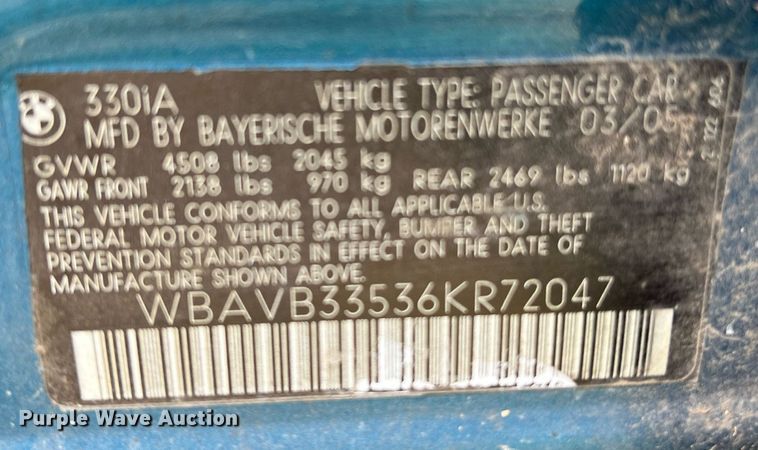 330iA VEHICLE TYPE: PASSENGER CAR
MFD BY BAYERISCHE MOTORENWERKE 03/05
GVWR 4508 lbs 2045 kg
GAWR FRONT 2138 lbs 970 kg REAR 2469 lbs 1120 kg
THIS VEHICLE CONFORMS TO ALL APPLICABLE U.S.
FEDERAL MOTOR VEHICLE SAFETY, BUMPER AND THEFT
PREVENTION STANDARDS IN EFFECT ON THE DATE OF
MANUFACTURE SHOWN ABOVE.
WBAVB33536KR72047
Purple Wave Auction